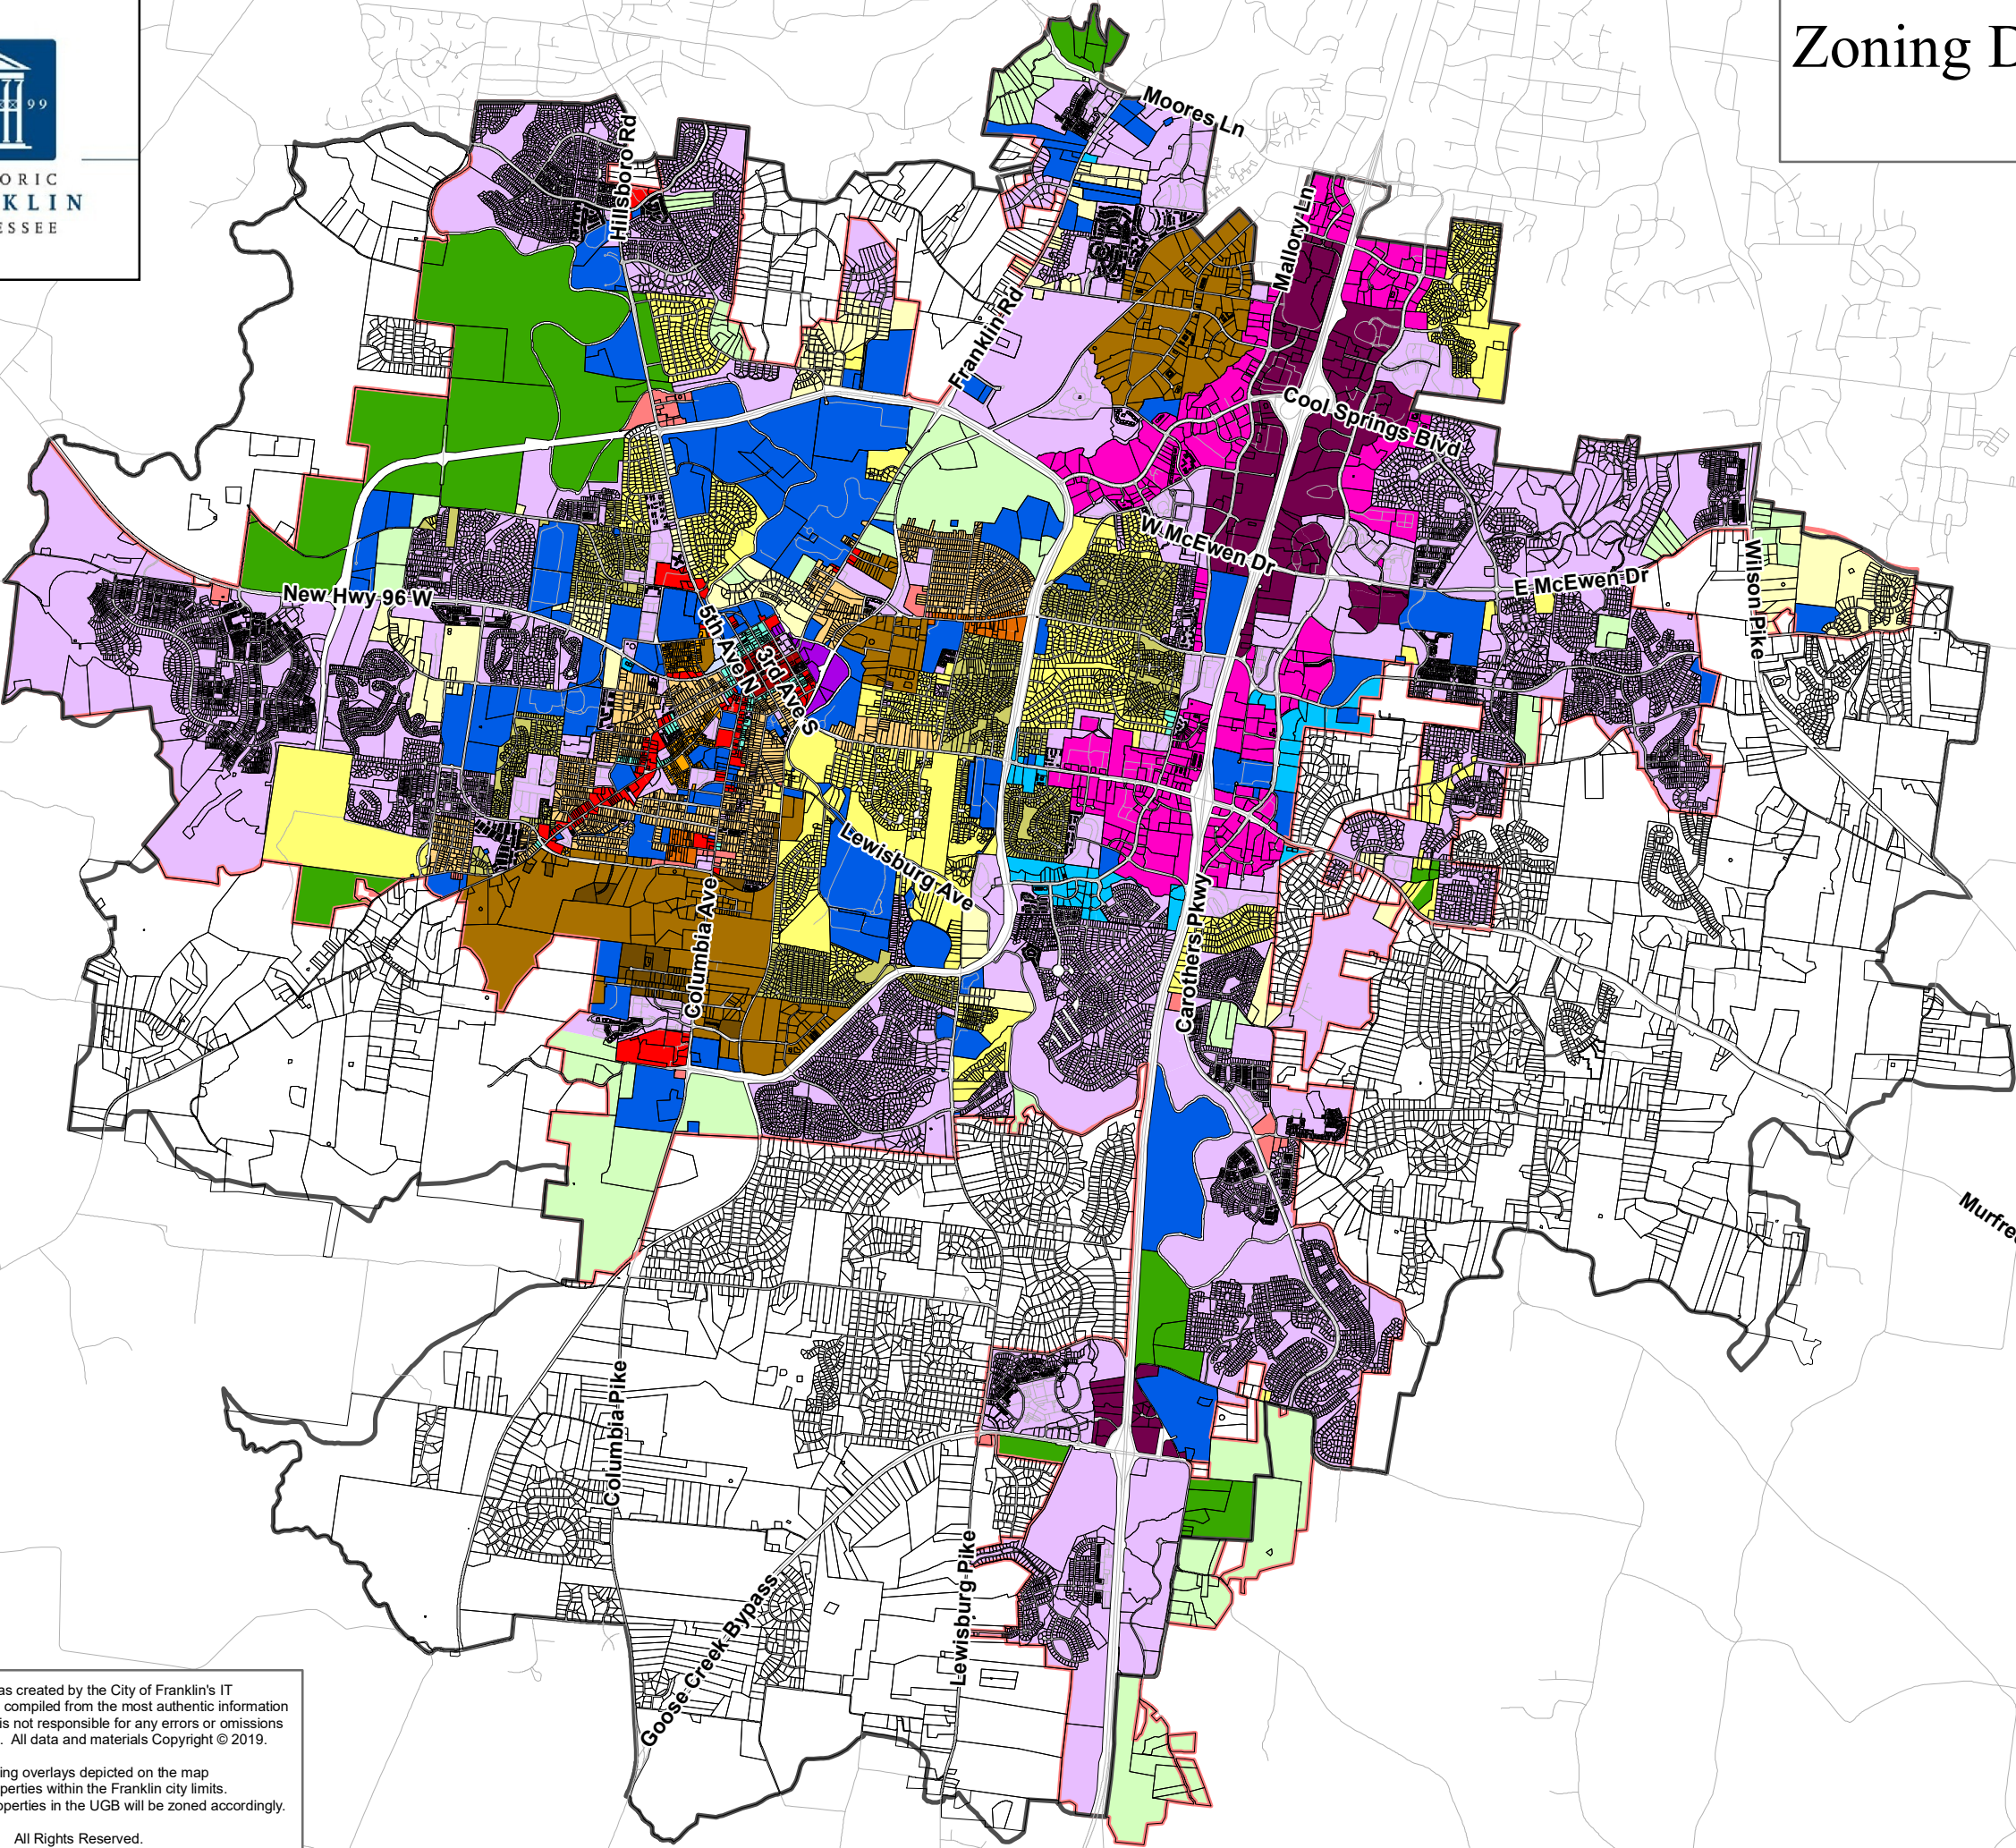 Zoning D
99
ORIC
KLIN
ESSEE
Moores Ln
Hillsboro Rd
Mallory Ln
Franklin Rd
Cool Springs Blvd
W McEwen Dr
E McEwen Dr
Wilson Pike
New Hwy 96 W
5th Ave N
3rd Ave S
Lewisburg Ave
Columbia Ave
Carothers Pkwy
Murfre
Columbia Pike
Lewisburg Pike
Goose Creek Bypass
as created by the City of Franklin's IT
compiled from the most authentic information
is not responsible for any errors or omissions
. All data and materials Copyright © 2019.
ing overlays depicted on the map
perties within the Franklin city limits.
operties in the UGB will be zoned accordingly.
All Rights Reserved.